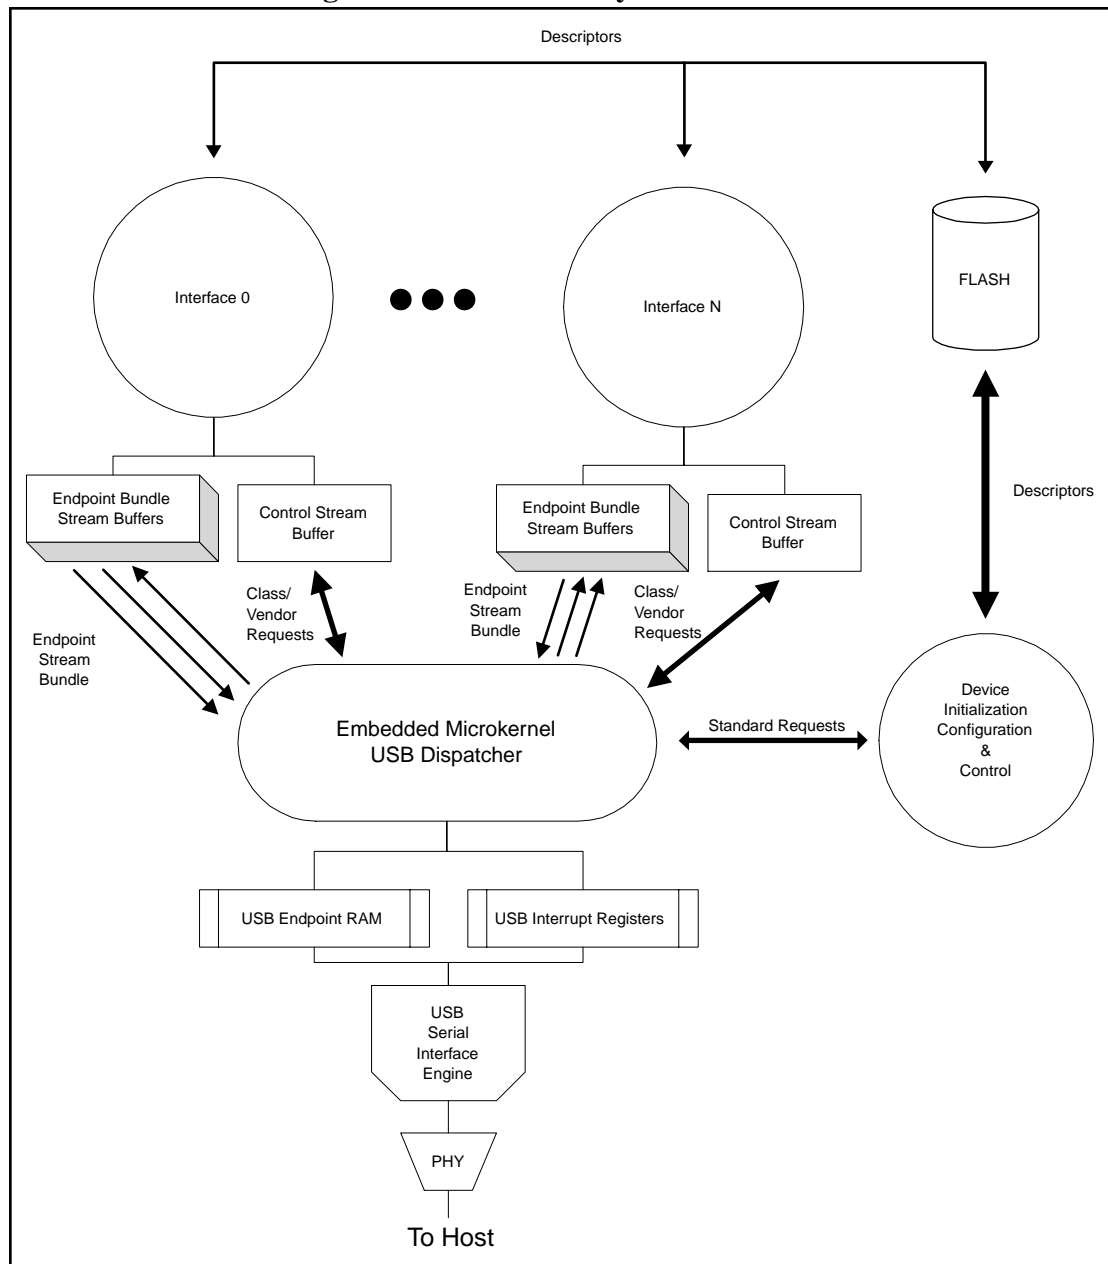 Descriptors
Interface 0
Interface N
FLASH
Endpoint Bundle
Stream Buffers
Control Stream
Buffer
Endpoint Bundle
Stream Buffers
Control Stream
Buffer
Descriptors
Endpoint
Stream
Bundle
Class/
Vendor
Requests
Endpoint
Stream
Bundle
Class/
Vendor
Requests
Embedded Microkernel
USB Dispatcher
Standard Requests
Device
Initialization
Configuration
&
Control
USB Endpoint RAM
USB Interrupt Registers
USB
Serial
Interface
Engine
PHY
To Host